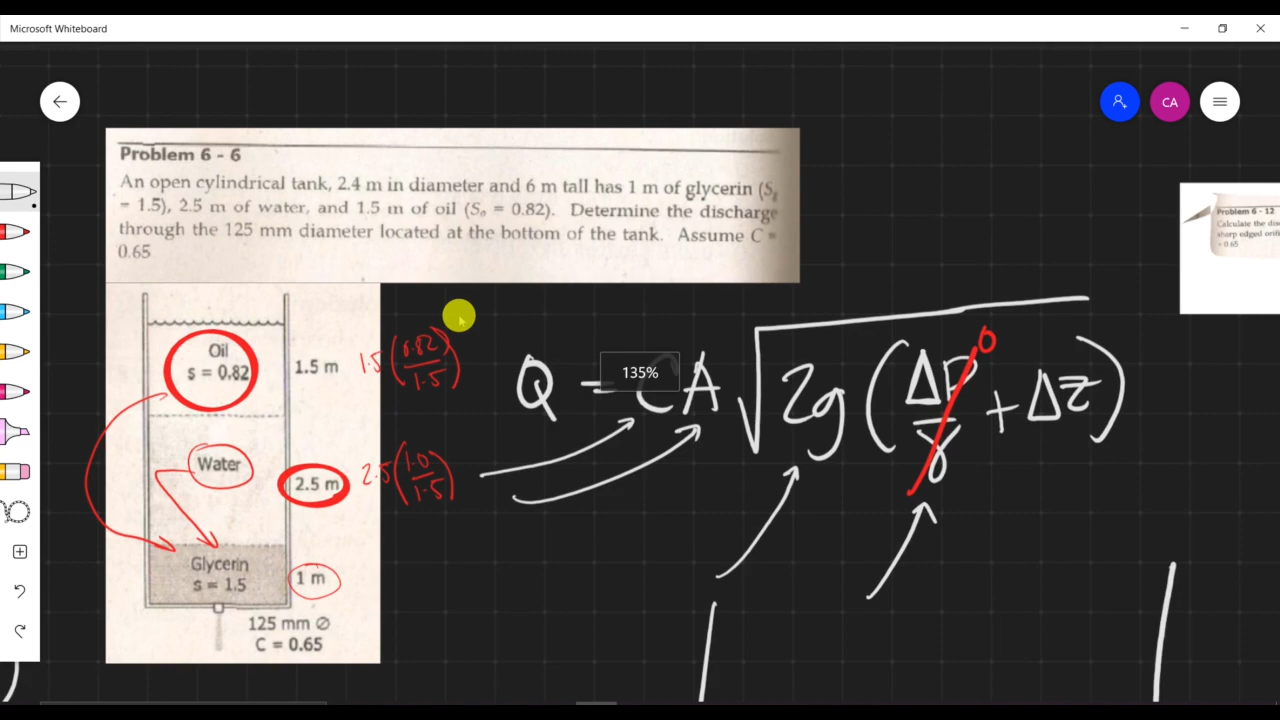 Microsoft Whiteboard
CA
Problem 6 - 6
An open cylindrical tank, 2.4 m in diameter and 6 m tall has 1 m of glycerin (Sg
= 1.5), 2.5 m of water, and 1.5 m of oil (So = 0.82). Determine the discharge
through the 125 mm diameter located at the bottom of the tank. Assume C =
0.65
Problem 6 - 12
Calculate the dis
sharp edged orifi
= 0.65
Oil
s = 0.82
1.5 m
1.5 (0.82/1.5)
Q = CA √2g (ΔP/γ + Δz)
0
135%
Water
2.5 m
2.5 (1.0/1.5)
Glycerin
s = 1.5
1 m
125 mm ∅
C = 0.65